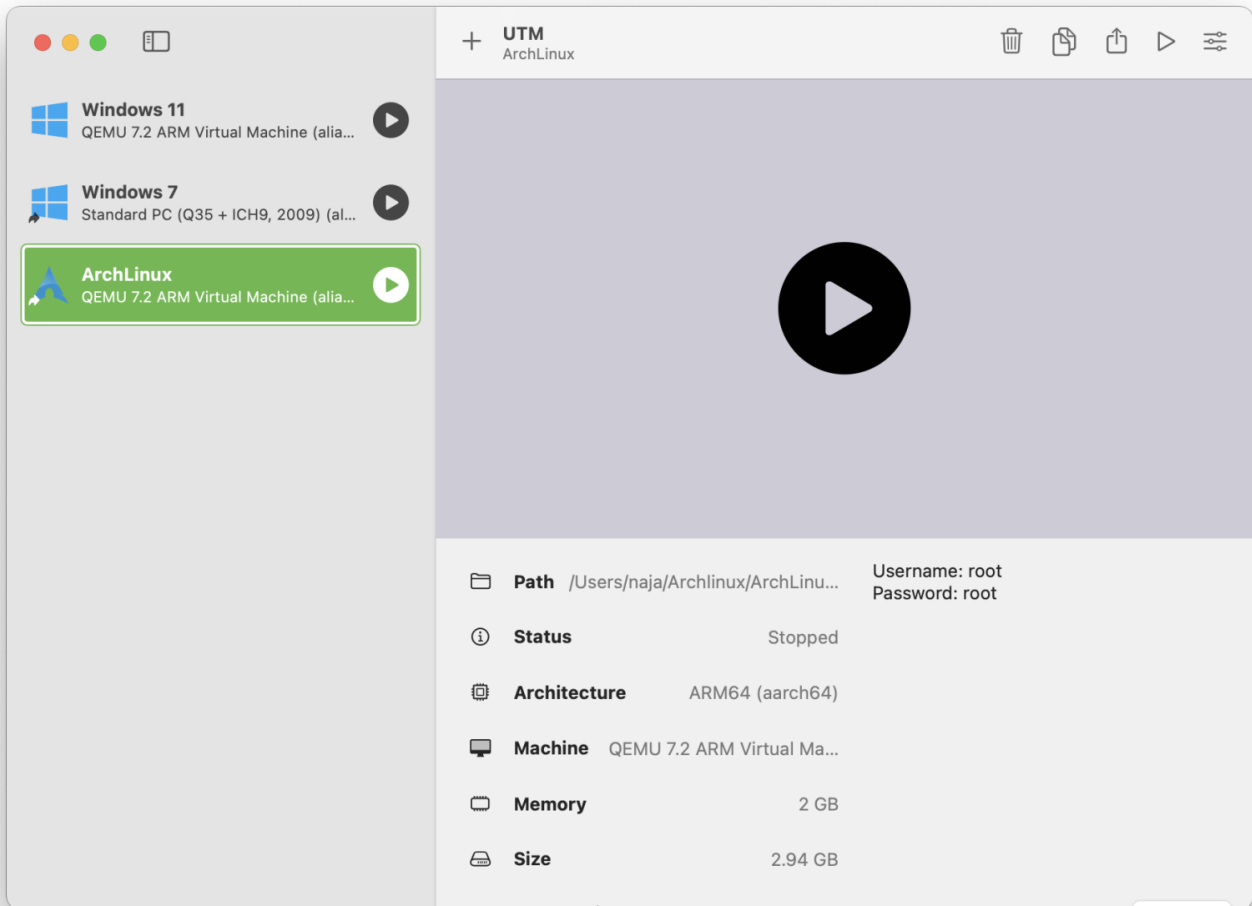 Windows 11
QEMU 7.2 ARM Virtual Machine (alia...
Windows 7
Standard PC (Q35 + ICH9, 2009) (al...
ArchLinux
QEMU 7.2 ARM Virtual Machine (alia...
UTM
ArchLinux
Path /Users/naja/Archlinux/ArchLinu...
Status Stopped
Architecture ARM64 (aarch64)
Machine QEMU 7.2 ARM Virtual Ma...
Memory 2 GB
Size 2.94 GB
Username: root
Password: root